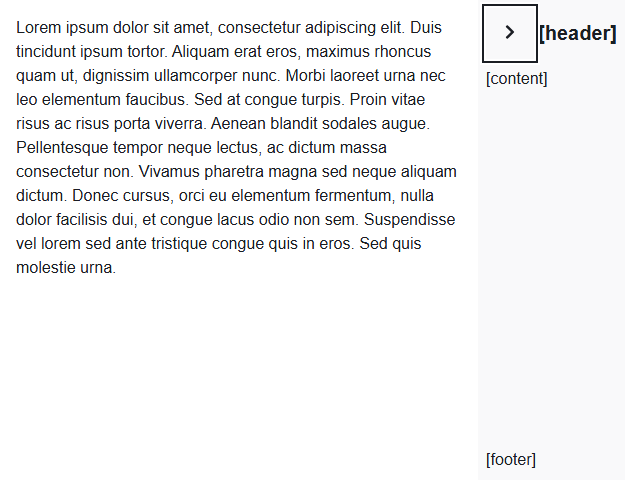 Lorem ipsum dolor sit amet, consectetur adipiscing elit. Duis
tincidunt ipsum tortor. Aliquam erat eros, maximus rhoncus
quam ut, dignissim ullamcorper nunc. Morbi laoreet urna nec
leo elementum faucibus. Sed at congue turpis. Proin vitae
risus ac risus porta viverra. Aenean blandit sodales augue.
Pellentesque tempor neque lectus, ac dictum massa
consectetur non. Vivamus pharetra magna sed neque aliquam
dictum. Donec cursus, orci eu elementum fermentum, nulla
dolor facilisis dui, et congue lacus odio non sem. Suspendisse
vel lorem sed ante tristique congue quis in eros. Sed quis
molestie urna.
[header]
[content]
[footer]